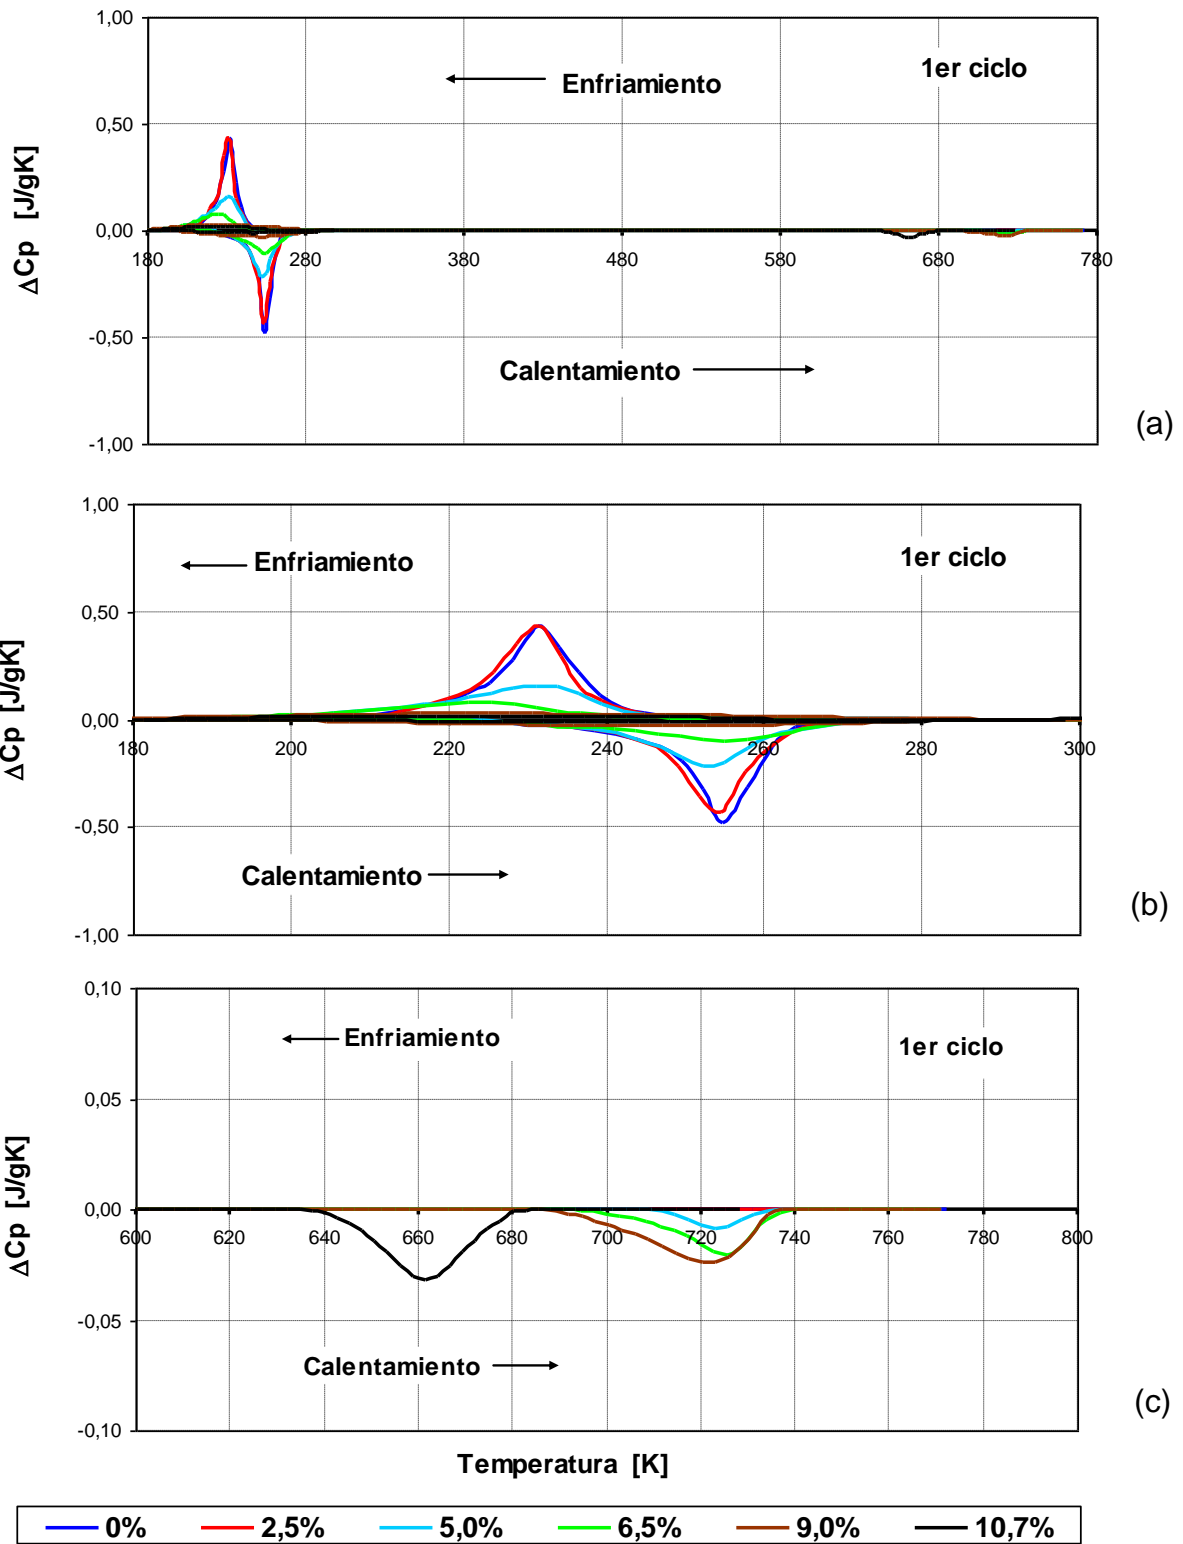 1,00
Enfriamiento
1er ciclo
0,50
0,00
180 280 380 480 580 680 780
-0,50
Calentamiento
-1,00
ΔCp [J/gK]
(a)
1,00
Enfriamiento
1er ciclo
0,50
0,00
180 200 220 240 260 280 300
-0,50
Calentamiento
-1,00
ΔCp [J/gK]
(b)
0,10
Enfriamiento
1er ciclo
0,05
0,00
600 620 640 660 680 700 720 740 760 780 800
-0,05
Calentamiento
-0,10
ΔCp [J/gK]
(c)
Temperatura [K]
0% 2,5% 5,0% 6,5% 9,0% 10,7%